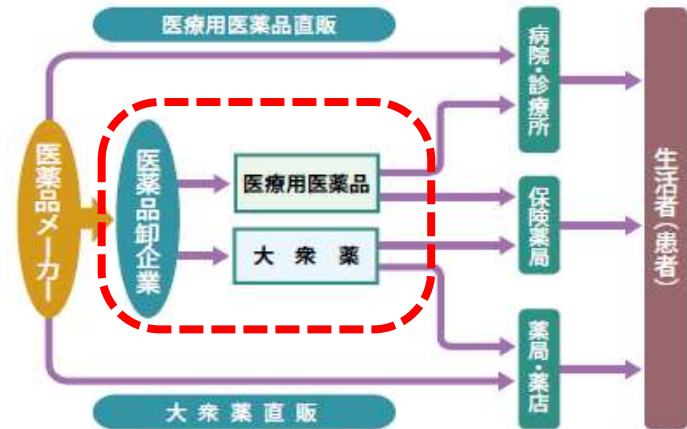 医療用医薬品直販
医薬品メーカー
医薬品卸企業
医療用医薬品
大衆薬
病院・診療所
保険薬局
薬局・薬店
生活者（患者）
大衆薬直販